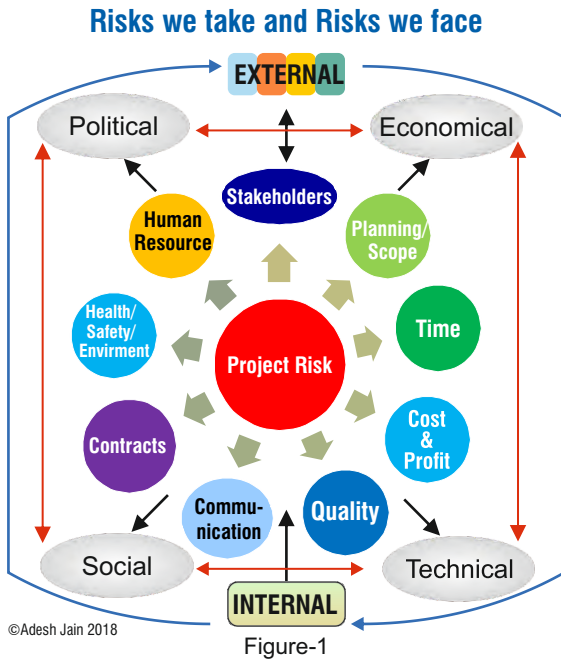 Risks we take and Risks we face
EXTERNAL
Political
Economical
Stakeholders
Human
Resource
Planning/
Scope
Health/
Safety/
Envirment
Project Risk
Time
Contracts
Cost
&
Profit
Commu-
nication
Quality
Social
Technical
INTERNAL
©Adesh Jain 2018
Figure-1